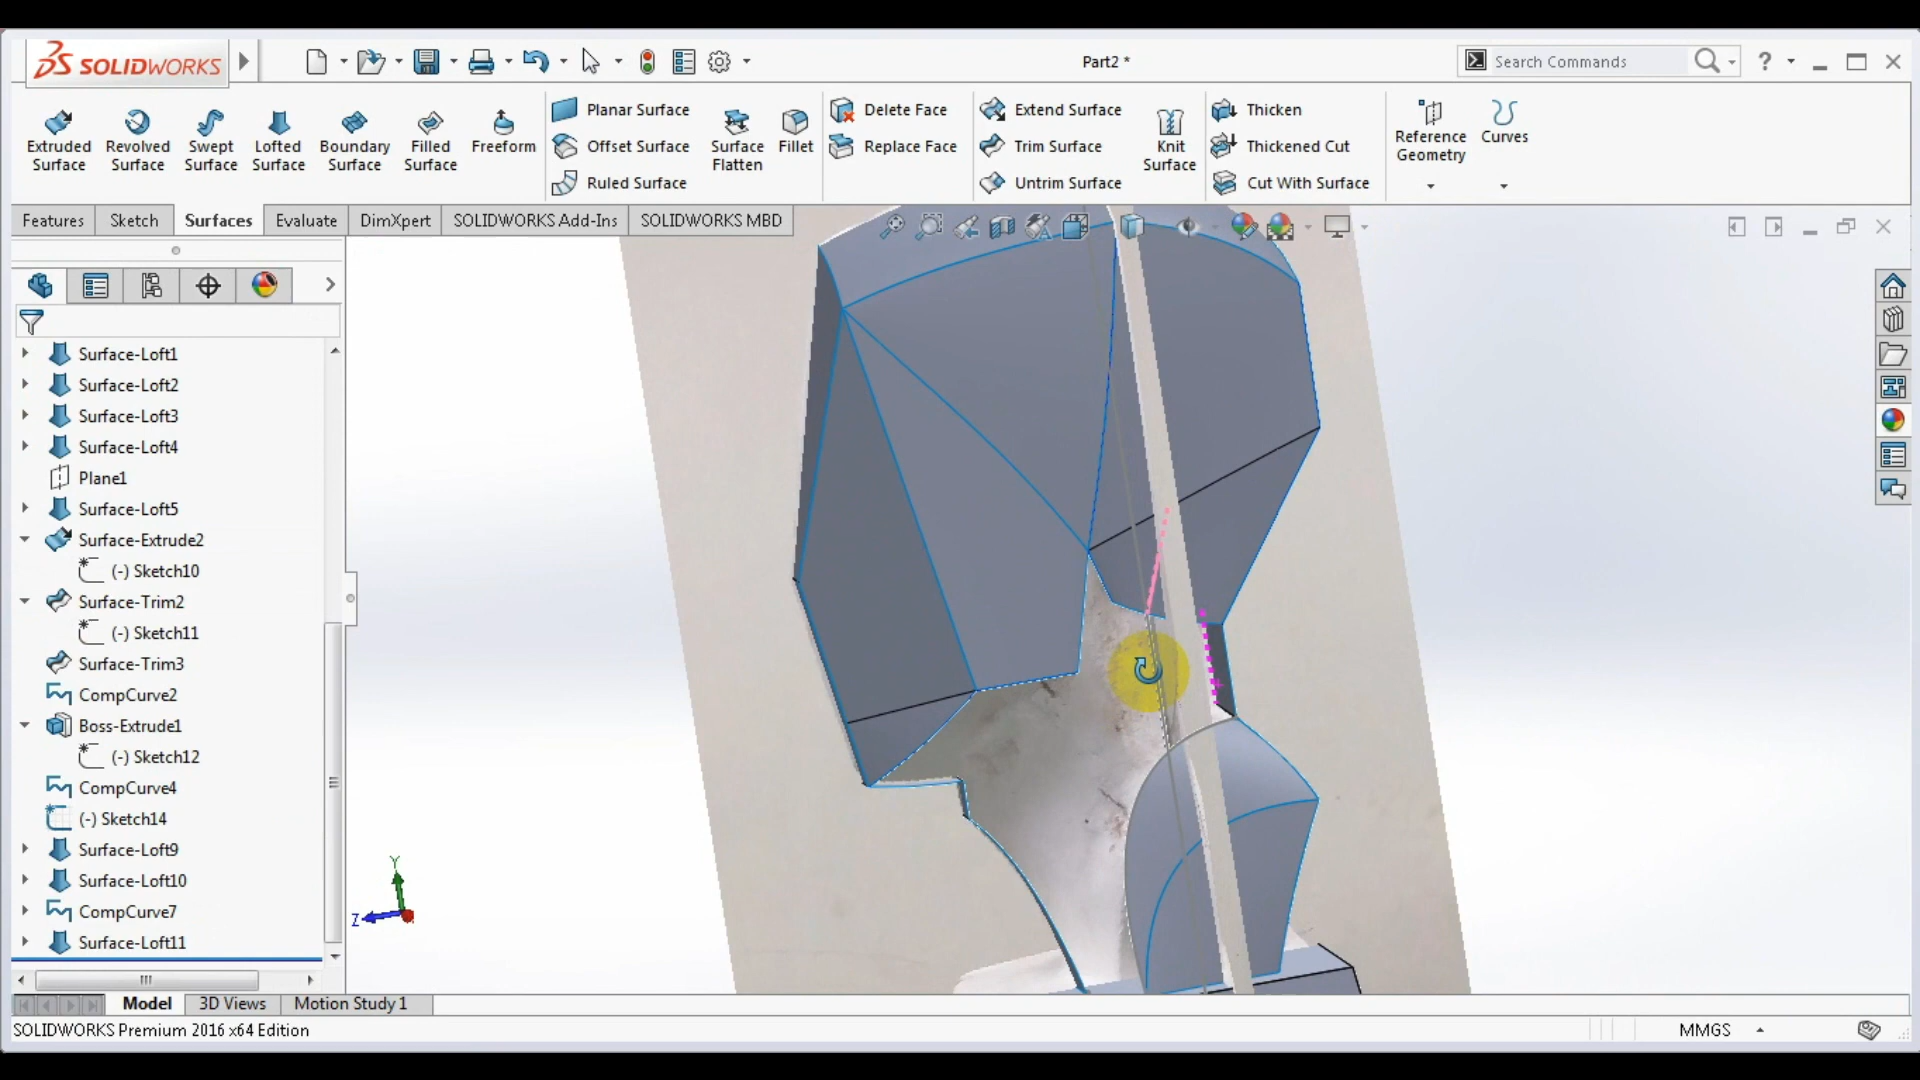 SOLIDWORKS
Part2 *
Search Commands
?
Extruded Surface
Revolved Surface
Swept Surface
Lofted Surface
Boundary Surface
Filled Surface
Freeform
Planar Surface
Offset Surface
Ruled Surface
Surface Flatten
Fillet
Delete Face
Replace Face
Extend Surface
Trim Surface
Untrim Surface
Knit Surface
Thicken
Thickened Cut
Cut With Surface
Reference Geometry
Curves
Features
Sketch
Surfaces
Evaluate
DimXpert
SOLIDWORKS Add-Ins
SOLIDWORKS MBD
Surface-Loft1
Surface-Loft2
Surface-Loft3
Surface-Loft4
Plane1
Surface-Loft5
Surface-Extrude2
(-) Sketch10
Surface-Trim2
(-) Sketch11
Surface-Trim3
CompCurve2
Boss-Extrude1
(-) Sketch12
CompCurve4
(-) Sketch14
Surface-Loft9
Surface-Loft10
CompCurve7
Surface-Loft11
Y
Z
Model
3D Views
Motion Study 1
SOLIDWORKS Premium 2016 x64 Edition
MMGS